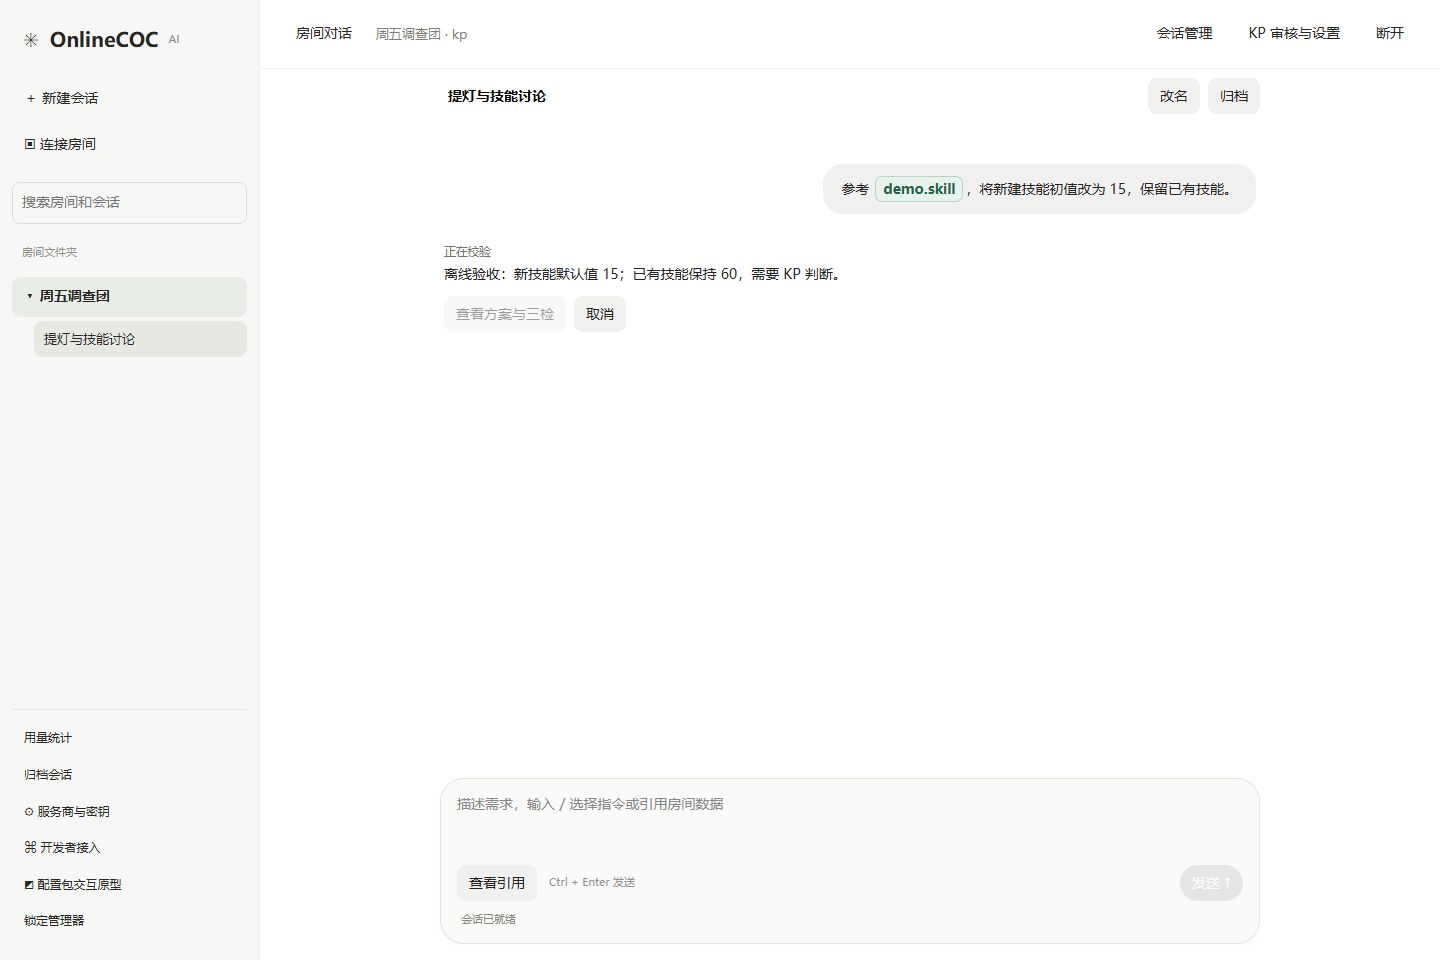 OnlineCOC AI
+ 新建会话
连接房间
搜索房间和会话
房间文件夹
周五调查团
提灯与技能讨论
用量统计
归档会话
服务商与密钥
⌘ 开发者接入
配置包交互原型
锁定管理器
房间对话 周五调查团 · kp
会话管理 KP 审核与设置 断开
提灯与技能讨论
改名 归档
参考 demo.skill ，将新建技能初值改为 15，保留已有技能。
正在校验
离线验收：新技能默认值 15；已有技能保持 60，需要 KP 判断。
查看方案与三检 取消
描述需求，输入 / 选择指令或引用房间数据
查看引用 Ctrl + Enter 发送
发送 ↑
会话已就绪